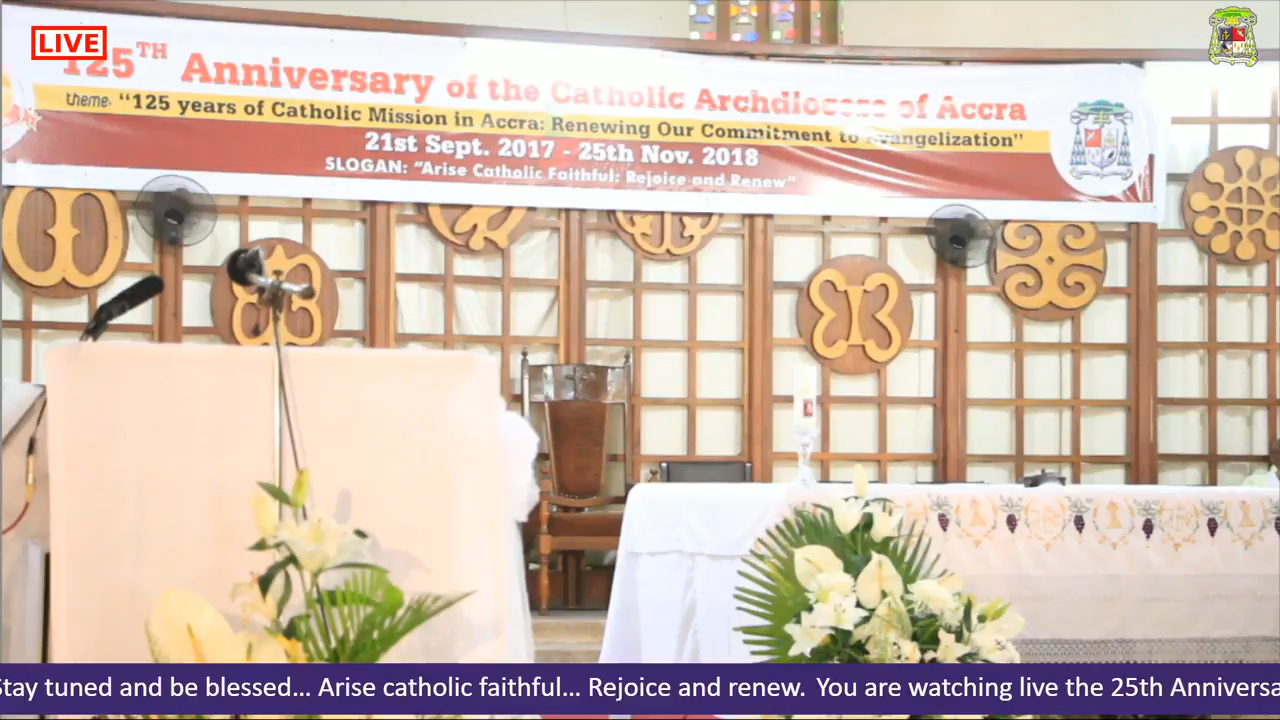 LIVE
125TH Anniversary of the Catholic Archdiocese of Accra
theme: "125 years of Catholic Mission in Accra: Renewing Our Commitment to Evangelization"
21st Sept. 2017 - 25th Nov. 2018
SLOGAN: "Arise Catholic Faithful: Rejoice and Renew"
Stay tuned and be blessed... Arise catholic faithful... Rejoice and renew. You are watching live the 25th Anniversa